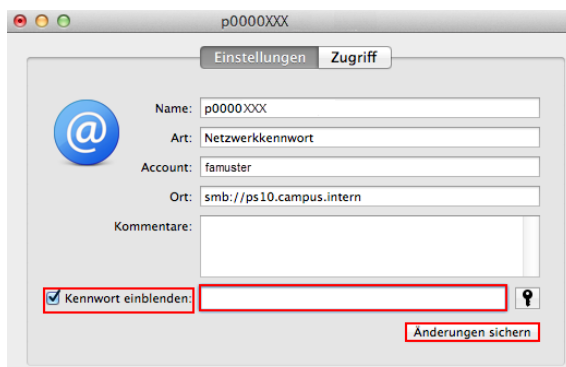 p0000XXX
Einstellungen Zugriff
@
Name: p0000XXX
Art: Netzwerkkennwort
Account: famuster
Ort: smb://ps10.campus.intern
Kommentare:
Kennwort einblenden:
Änderungen sichern